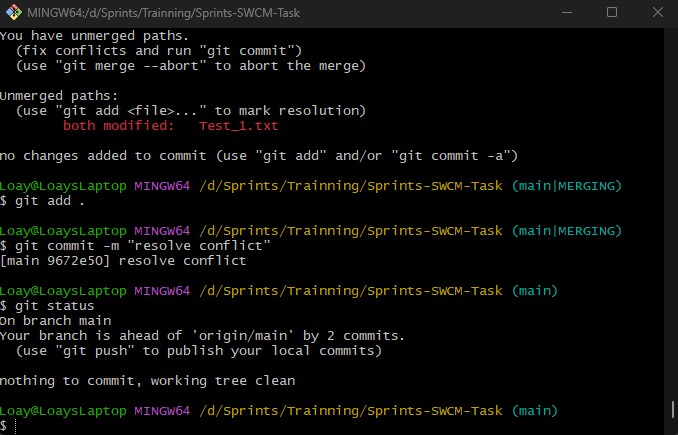 MINGW64:/d/Sprints/Trainning/Sprints-SWCM-Task
You have unmerged paths.
  (fix conflicts and run "git commit")
  (use "git merge --abort" to abort the merge)

Unmerged paths:
  (use "git add <file>..." to mark resolution)
        both modified:   Test_1.txt

no changes added to commit (use "git add" and/or "git commit -a")

Loay@LoaysLaptop MINGW64 /d/Sprints/Trainning/Sprints-SWCM-Task (main|MERGING)
$ git add .

Loay@LoaysLaptop MINGW64 /d/Sprints/Trainning/Sprints-SWCM-Task (main|MERGING)
$ git commit -m "resolve conflict"
[main 9672e50] resolve conflict

Loay@LoaysLaptop MINGW64 /d/Sprints/Trainning/Sprints-SWCM-Task (main)
$ git status
On branch main
Your branch is ahead of 'origin/main' by 2 commits.
  (use "git push" to publish your local commits)

nothing to commit, working tree clean

Loay@LoaysLaptop MINGW64 /d/Sprints/Trainning/Sprints-SWCM-Task (main)
$